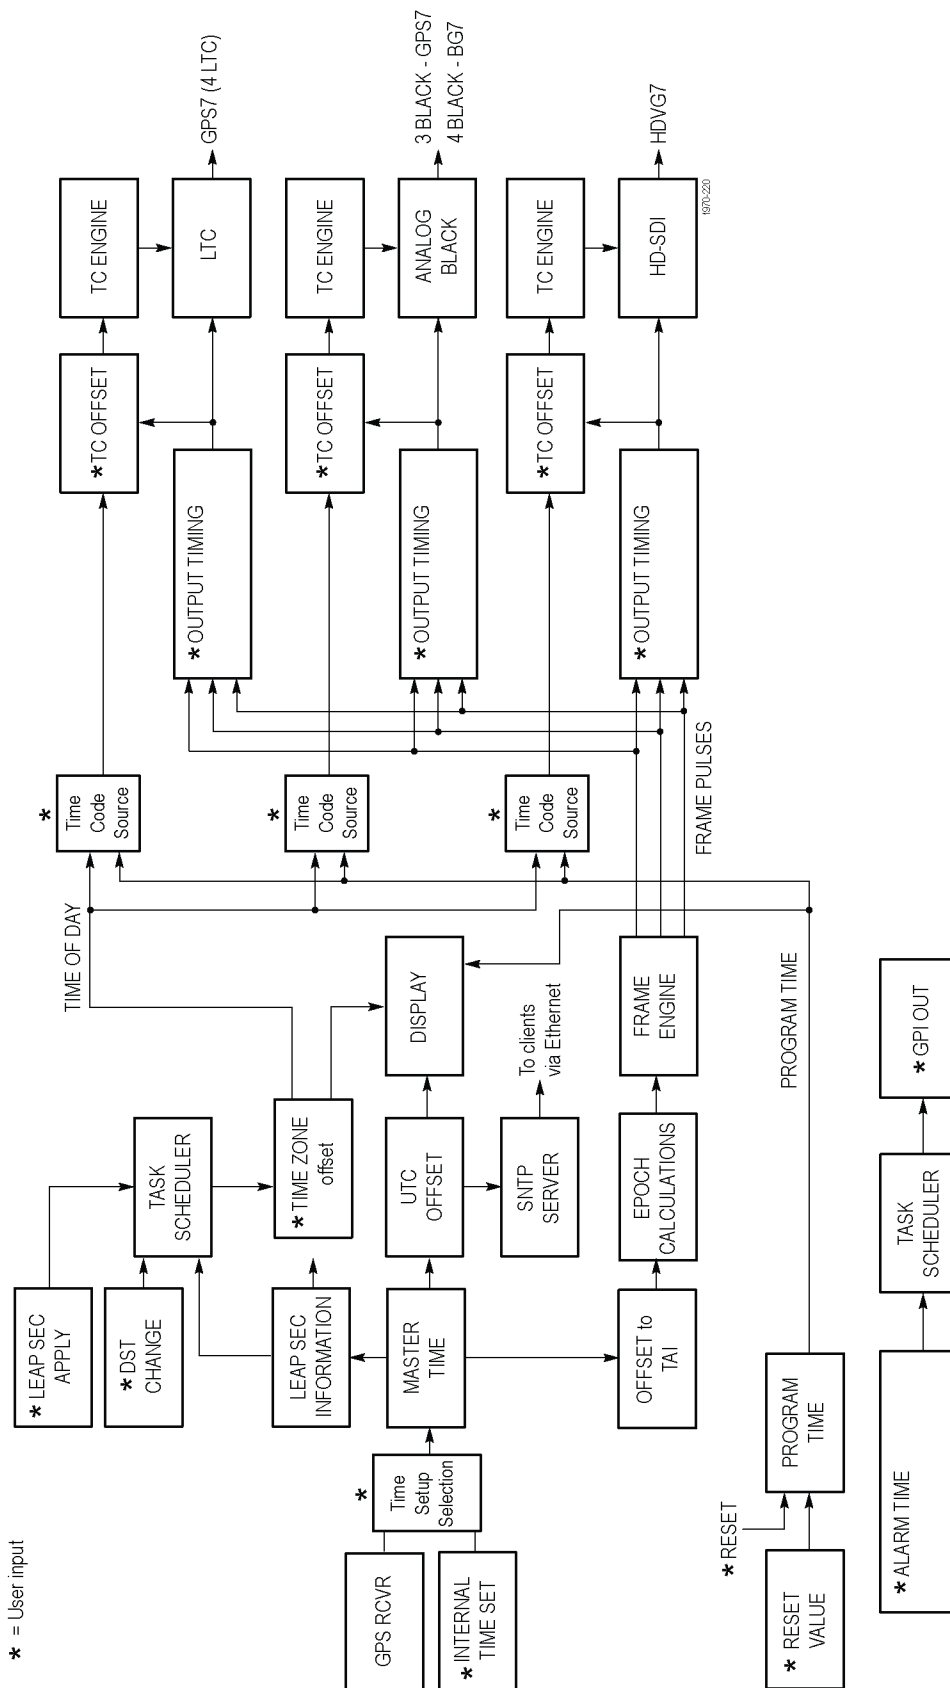 * = User input
GPS RCVR
* INTERNAL
TIME SET
*
Time
Setup
Selection
* LEAP SEC
APPLY
* DST
CHANGE
LEAP SEC
INFORMATION
MASTER
TIME
OFFSET to
TAI
TASK
SCHEDULER
* TIME ZONE
offset
UTC
OFFSET
SNTP
SERVER
To clients
via Ethernet
EPOCH
CALCULATIONS
DISPLAY
FRAME
ENGINE
TIME OF DAY
*
Time
Code
Source
*
Time
Code
Source
*
Time
Code
Source
FRAME PULSES
* OUTPUT TIMING
* OUTPUT TIMING
* OUTPUT TIMING
* TC OFFSET
* TC OFFSET
* TC OFFSET
TC ENGINE
LTC
GPS7 (4 LTC)
TC ENGINE
ANALOG
BLACK
3 BLACK - GPS7
4 BLACK - BG7
TC ENGINE
HD-SDI
HDVG7
1970-220
* RESET
* RESET
VALUE
PROGRAM
TIME
PROGRAM TIME
* ALARM TIME
TASK
SCHEDULER
* GPI OUT